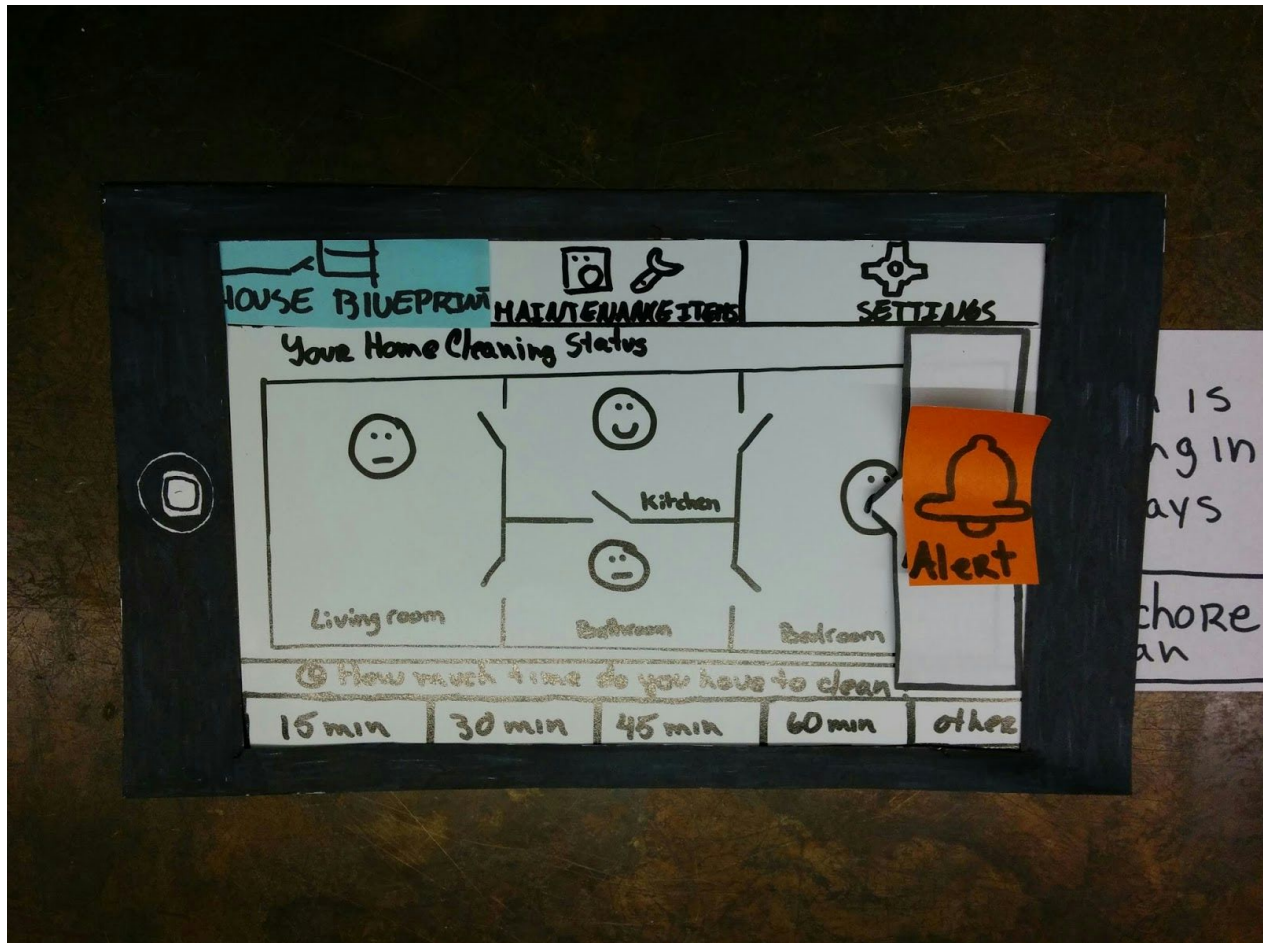 HOUSE BLUEPRINT
MAINTENANCE ITEMS
SETTINGS
Your Home Cleaning Status
Kitchen
Living room
Bathroom
Bedroom
Alert
How much time do you have to clean
15 min
30 min
45 min
60 min
other
is
ng in
ays
chore
an